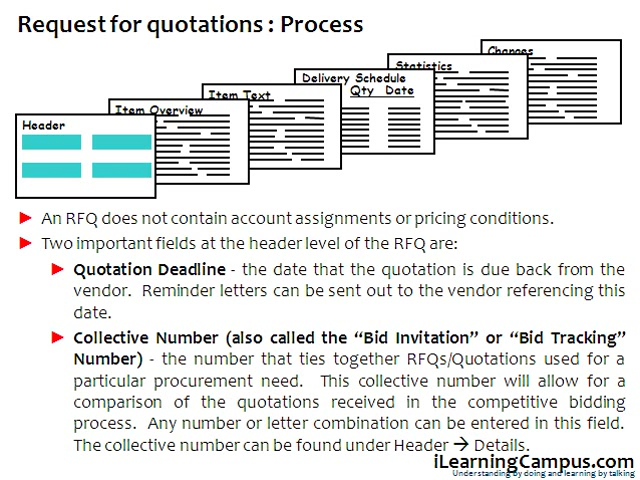 Request for quotations : Process
Changes
Statistics
Delivery Schedule
Qty Date
Item Text
Item Overview
Header
An RFQ does not contain account assignments or pricing conditions.
Two important fields at the header level of the RFQ are:
Quotation Deadline - the date that the quotation is due back from the
vendor. Reminder letters can be sent out to the vendor referencing this
date.
Collective Number (also called the “Bid Invitation” or “Bid Tracking”
Number) - the number that ties together RFQs/Quotations used for a
particular procurement need. This collective number will allow for a
comparison of the quotations received in the competitive bidding
process. Any number or letter combination can be entered in this field.
The collective number can be found under Header → Details.
iLearningCampus.com
Understanding by doing and learning by talking